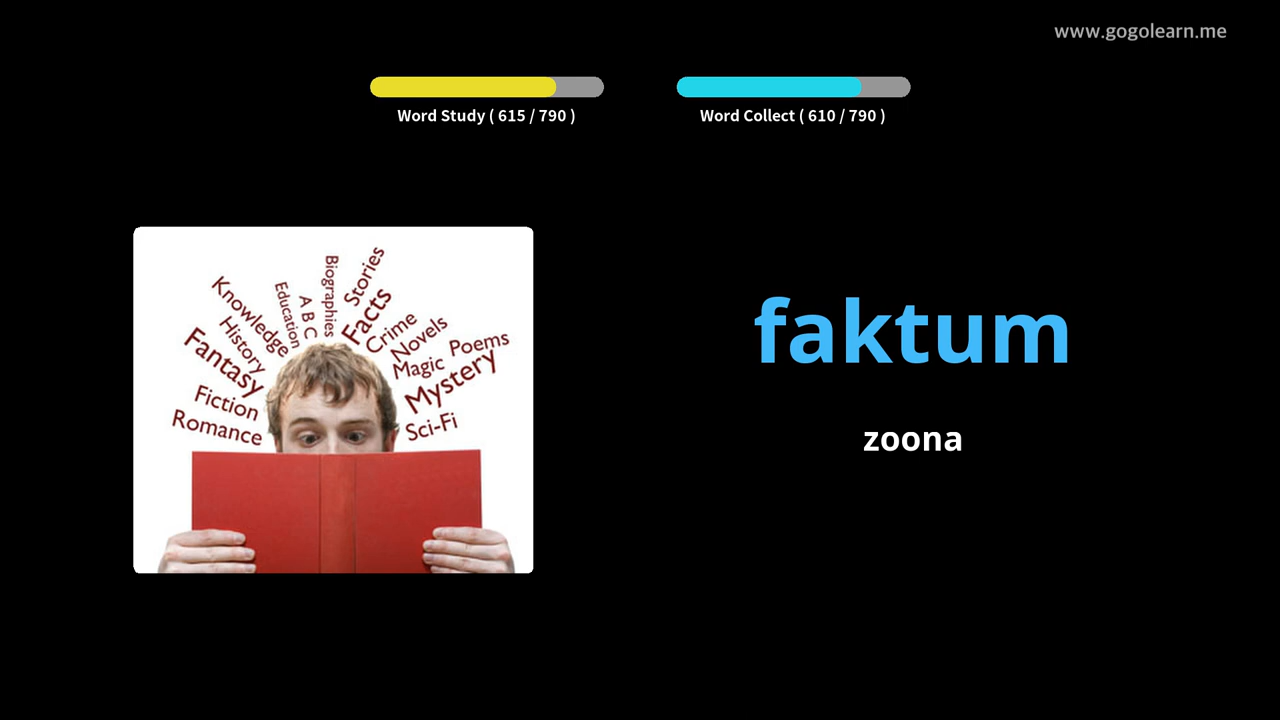 www.gogolearn.me
Word Study ( 615 / 790 )
Word Collect ( 610 / 790 )
Knowledge
Education
A B C
Biographies
Stories
Facts
History
Crime
Novels
Fantasy
Magic
Poems
Mystery
Fiction
Romance
Sci-Fi
faktum
zoona